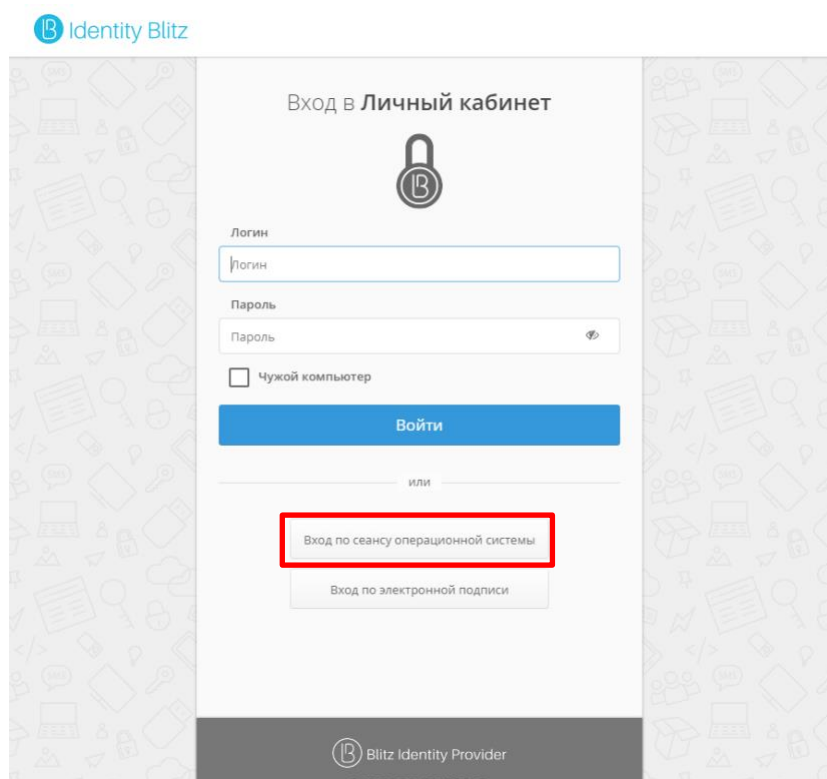 Identity Blitz
Вход в Личный кабинет
Логин
Логин
Пароль
Пароль
Чужой компьютер
Войти
или
Вход по сеансу операционной системы
Вход по электронной подписи
Blitz Identity Provider